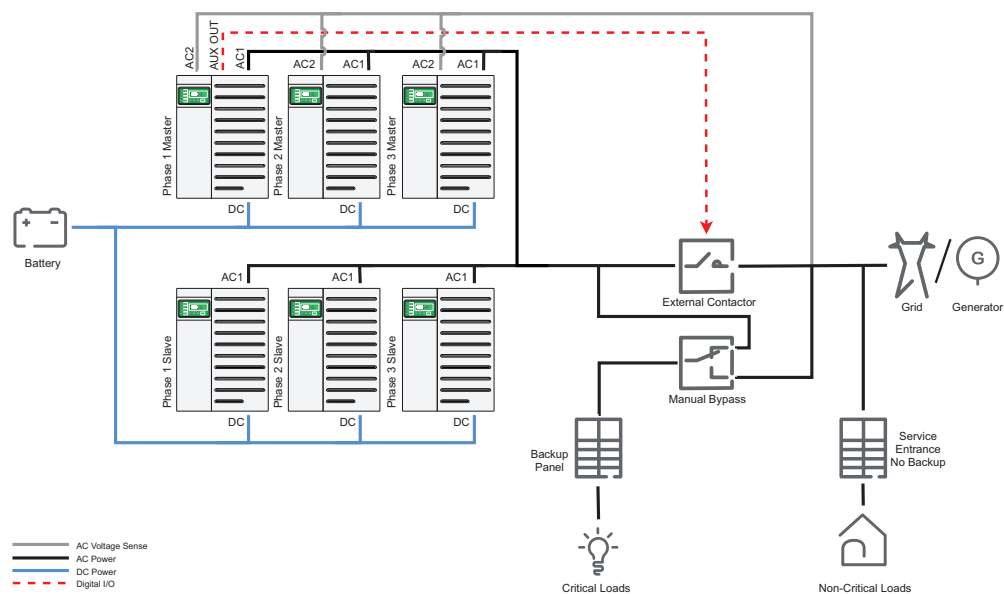 AC2
AUX OUT
AC1
AC2
AC1
AC2
AC1
Phase 1 Master
Phase 2 Master
Phase 3 Master
DC
DC
DC
+ -
Battery
AC1
AC1
AC1
External Contactor
G
Grid
/
Generator
Phase 1 Slave
Phase 2 Slave
Phase 3 Slave
Manual Bypass
DC
DC
DC
Backup
Panel
Service
Entrance
No Backup
AC Voltage Sense
AC Power
DC Power
Digital I/O
Critical Loads
Non-Critical Loads